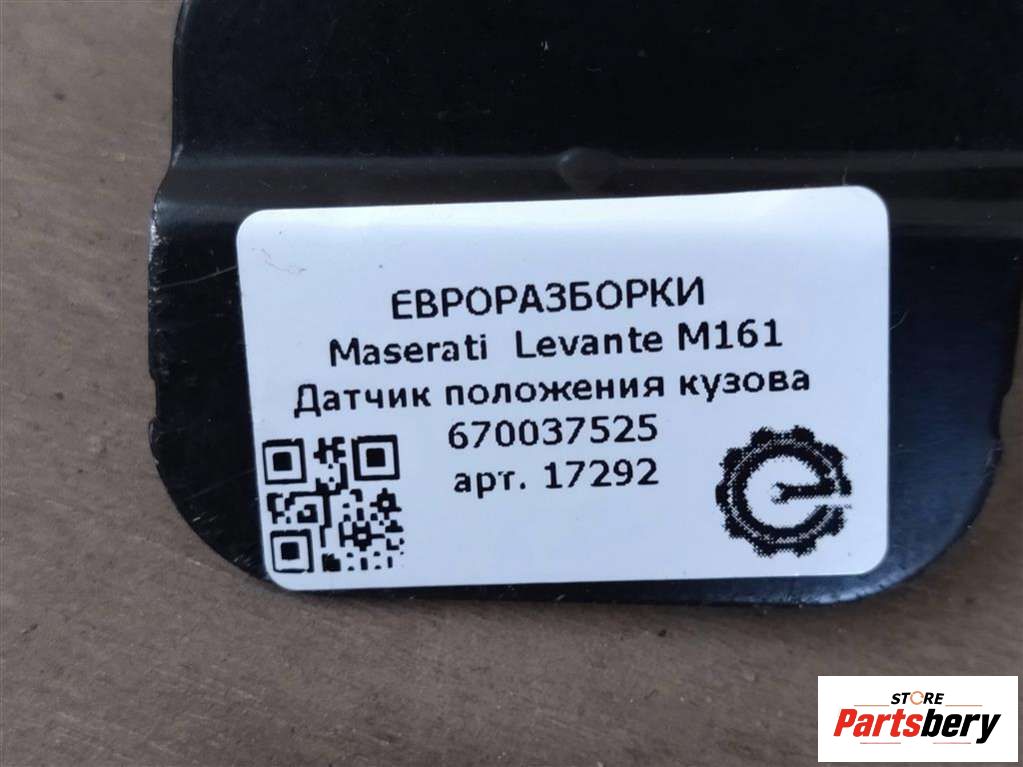 ЕВРОРАЗБОРКИ
Maserati Levante M161
Датчик положения кузова
670037525
арт. 17292
STORE
Partsbery